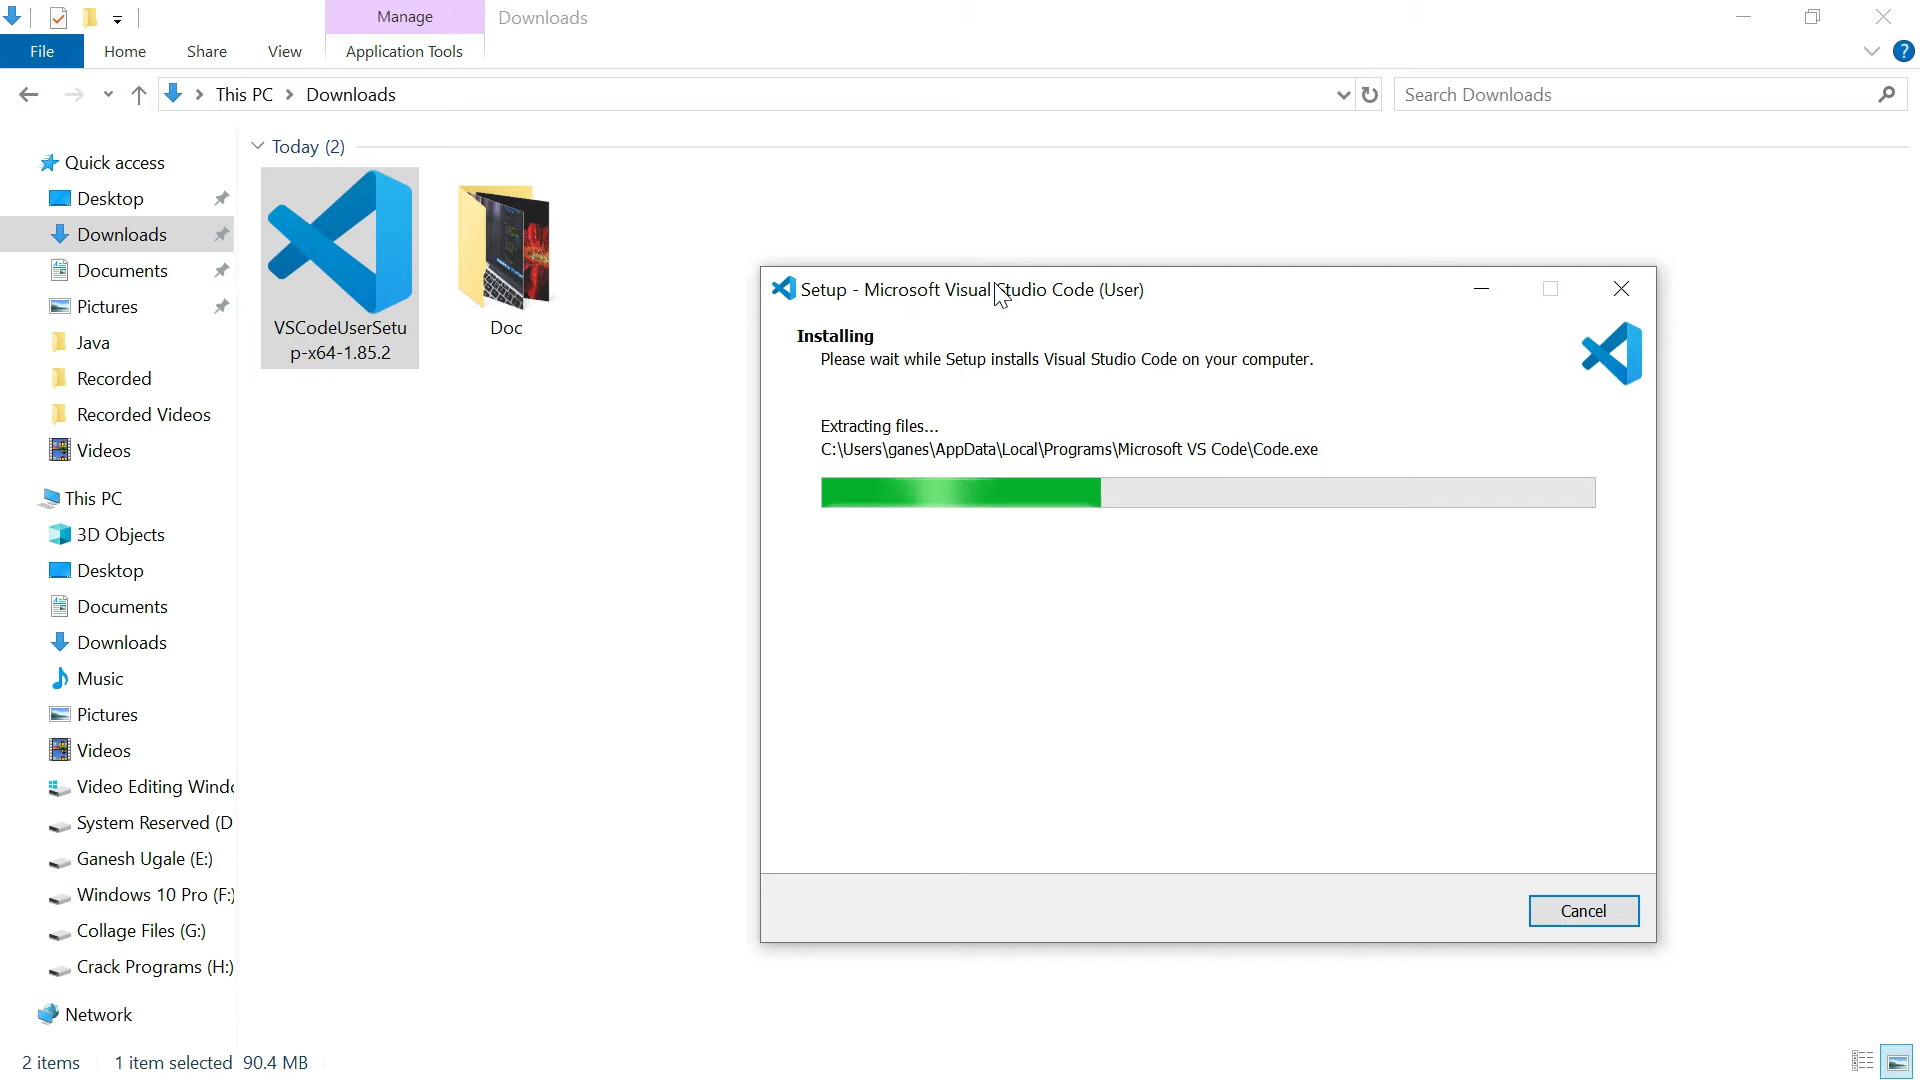 Manage
Downloads
File
Home
Share
View
Application Tools
This PC
Downloads
Search Downloads
?
Quick access
Desktop
Downloads
Documents
Pictures
Java
Recorded
Recorded Videos
Videos
This PC
3D Objects
Desktop
Documents
Downloads
Music
Pictures
Videos
Video Editing Windo
System Reserved (D
Ganesh Ugale (E:)
Windows 10 Pro (F:)
Collage Files (G:)
Crack Programs (H:)
Network
Today (2)
VSCodeUserSetu
p-x64-1.85.2
Doc
Setup - Microsoft Visual Studio Code (User)
Installing
Please wait while Setup installs Visual Studio Code on your computer.
Extracting files...
C:\Users\ganes\AppData\Local\Programs\Microsoft VS Code\Code.exe
Cancel
2 items
1 item selected 90.4 MB